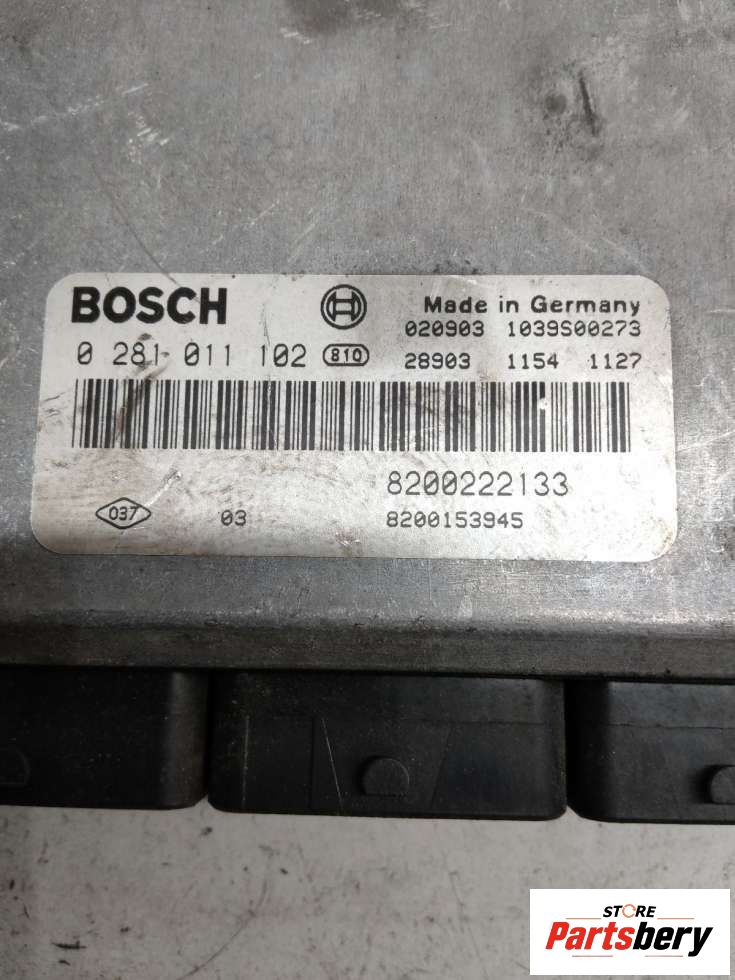 BOSCH
Made in Germany
020903 1039S00273
0 281 011 102 810 28903 1154 1127
8200222133
037 03 8200153945
STORE
Partsbery